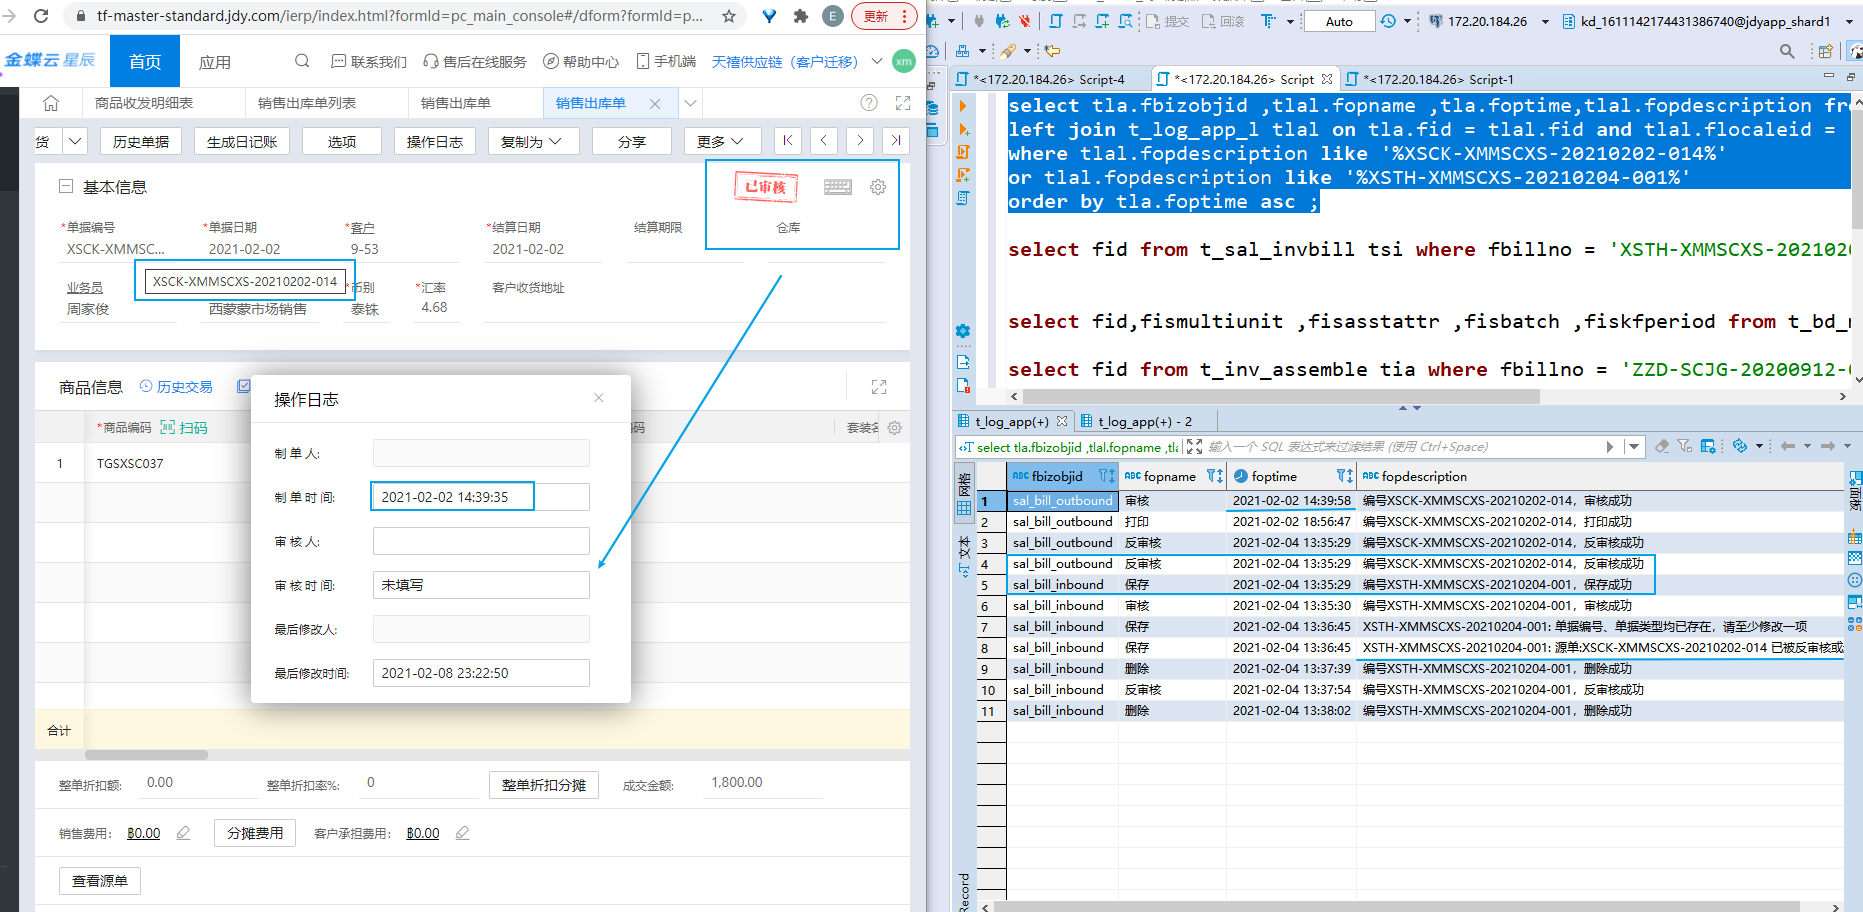 tf-master-standard.jdy.com/ierp/index.html?formId=pc_main_console#/dform?formId=p...
E
更新
金蝶云 星辰
首页
应用
联系我们
售后在线服务
帮助中心
手机端
天禧供应链（客户迁移）
xm
商品收发明细表
销售出库单列表
销售出库单
销售出库单
货
历史单据
生成日记账
选项
操作日志
复制为
分享
更多
基本信息
已审核
*单据编号
*单据日期
*客户
*结算日期
结算期限
仓库
XSCK-XMMSC...
2021-02-02
9-53
2021-02-02
XSCK-XMMSCXS-20210202-014
业务员
*币别
*汇率
客户收货地址
周家俊
西蒙蒙市场销售
泰铢
4.68
商品信息
历史交易
*商品编码
扫码
码
套装名
1
TGSXSC037
操作日志
制 单 人:
制 单 时 间:
2021-02-02 14:39:35
审 核 人:
审 核 时 间:
未填写
最后修改人:
最后修改时间:
2021-02-08 23:22:50
合计
整单折扣额:
0.00
整单折扣率%:
0
整单折扣分摊
成交金额:
1,800.00
销售费用:
฿0.00
分摊费用
客户承担费用:
฿0.00
查看源单
提交
回滚
Auto
172.20.184.26
kd_1611142174431386740@jdyapp_shard1
*<172.20.184.26> Script-4
*<172.20.184.26> Script
*<172.20.184.26> Script-1
select tla.fbizobjid ,tlal.fopname ,tla.foptime,tlal.fopdescription fro
left join t_log_app_l tlal on tla.fid = tlal.fid and tlal.flocaleid =
where tlal.fopdescription like '%XSCK-XMMSCXS-20210202-014%'
or tlal.fopdescription like '%XSTH-XMMSCXS-20210204-001%'
order by tla.foptime asc ;
select fid from t_sal_invbill tsi where fbillno = 'XSTH-XMMSCXS-2021020
select fid,fismultiunit ,fisasstattr ,fisbatch ,fiskfperiod from t_bd_m
select fid from t_inv_assemble tia where fbillno = 'ZZD-SCJG-20200912-
t_log_app(+)
t_log_app(+) - 2
select tla.fbizobjid ,tlal.fopname ,tla
输入一个 SQL 表达式来过滤结果 (使用 Ctrl+Space)
网格
文本
Record
面板
ABC fbizobjid
ABC fopname
foptime
ABC fopdescription
1 sal_bill_outbound 审核 2021-02-02 14:39:58 编号XSCK-XMMSCXS-20210202-014，审核成功
2 sal_bill_outbound 打印 2021-02-02 18:56:47 编号XSCK-XMMSCXS-20210202-014，打印成功
3 sal_bill_outbound 反审核 2021-02-04 13:35:29 编号XSCK-XMMSCXS-20210202-014，反审核成功
4 sal_bill_outbound 反审核 2021-02-04 13:35:29 编号XSCK-XMMSCXS-20210202-014，反审核成功
5 sal_bill_inbound 保存 2021-02-04 13:35:29 编号XSTH-XMMSCXS-20210204-001，保存成功
6 sal_bill_inbound 审核 2021-02-04 13:35:30 编号XSTH-XMMSCXS-20210204-001，审核成功
7 sal_bill_inbound 保存 2021-02-04 13:36:45 XSTH-XMMSCXS-20210204-001: 单据编号、单据类型均已存在，请至少修改一项
8 sal_bill_inbound 保存 2021-02-04 13:36:45 XSTH-XMMSCXS-20210204-001: 源单:XSCK-XMMSCXS-20210202-014 已被反审核或
9 sal_bill_inbound 删除 2021-02-04 13:37:39 编号XSTH-XMMSCXS-20210204-001，删除成功
10 sal_bill_inbound 反审核 2021-02-04 13:37:54 编号XSTH-XMMSCXS-20210204-001，反审核成功
11 sal_bill_inbound 删除 2021-02-04 13:38:02 编号XSTH-XMMSCXS-20210204-001，删除成功